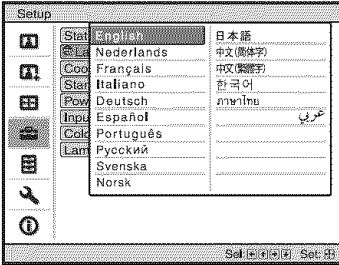 Setup
Stat
La
Coo
Star
Pow
Inpu
Colo
Lam
English
Nederlands
Français
Italiano
Deutsch
Español
Português
Русский
Svenska
Norsk
日本語
中文(简体字)
中文(繁體字)
한국어
ภาษาไทย
عربي
Sel: Set: